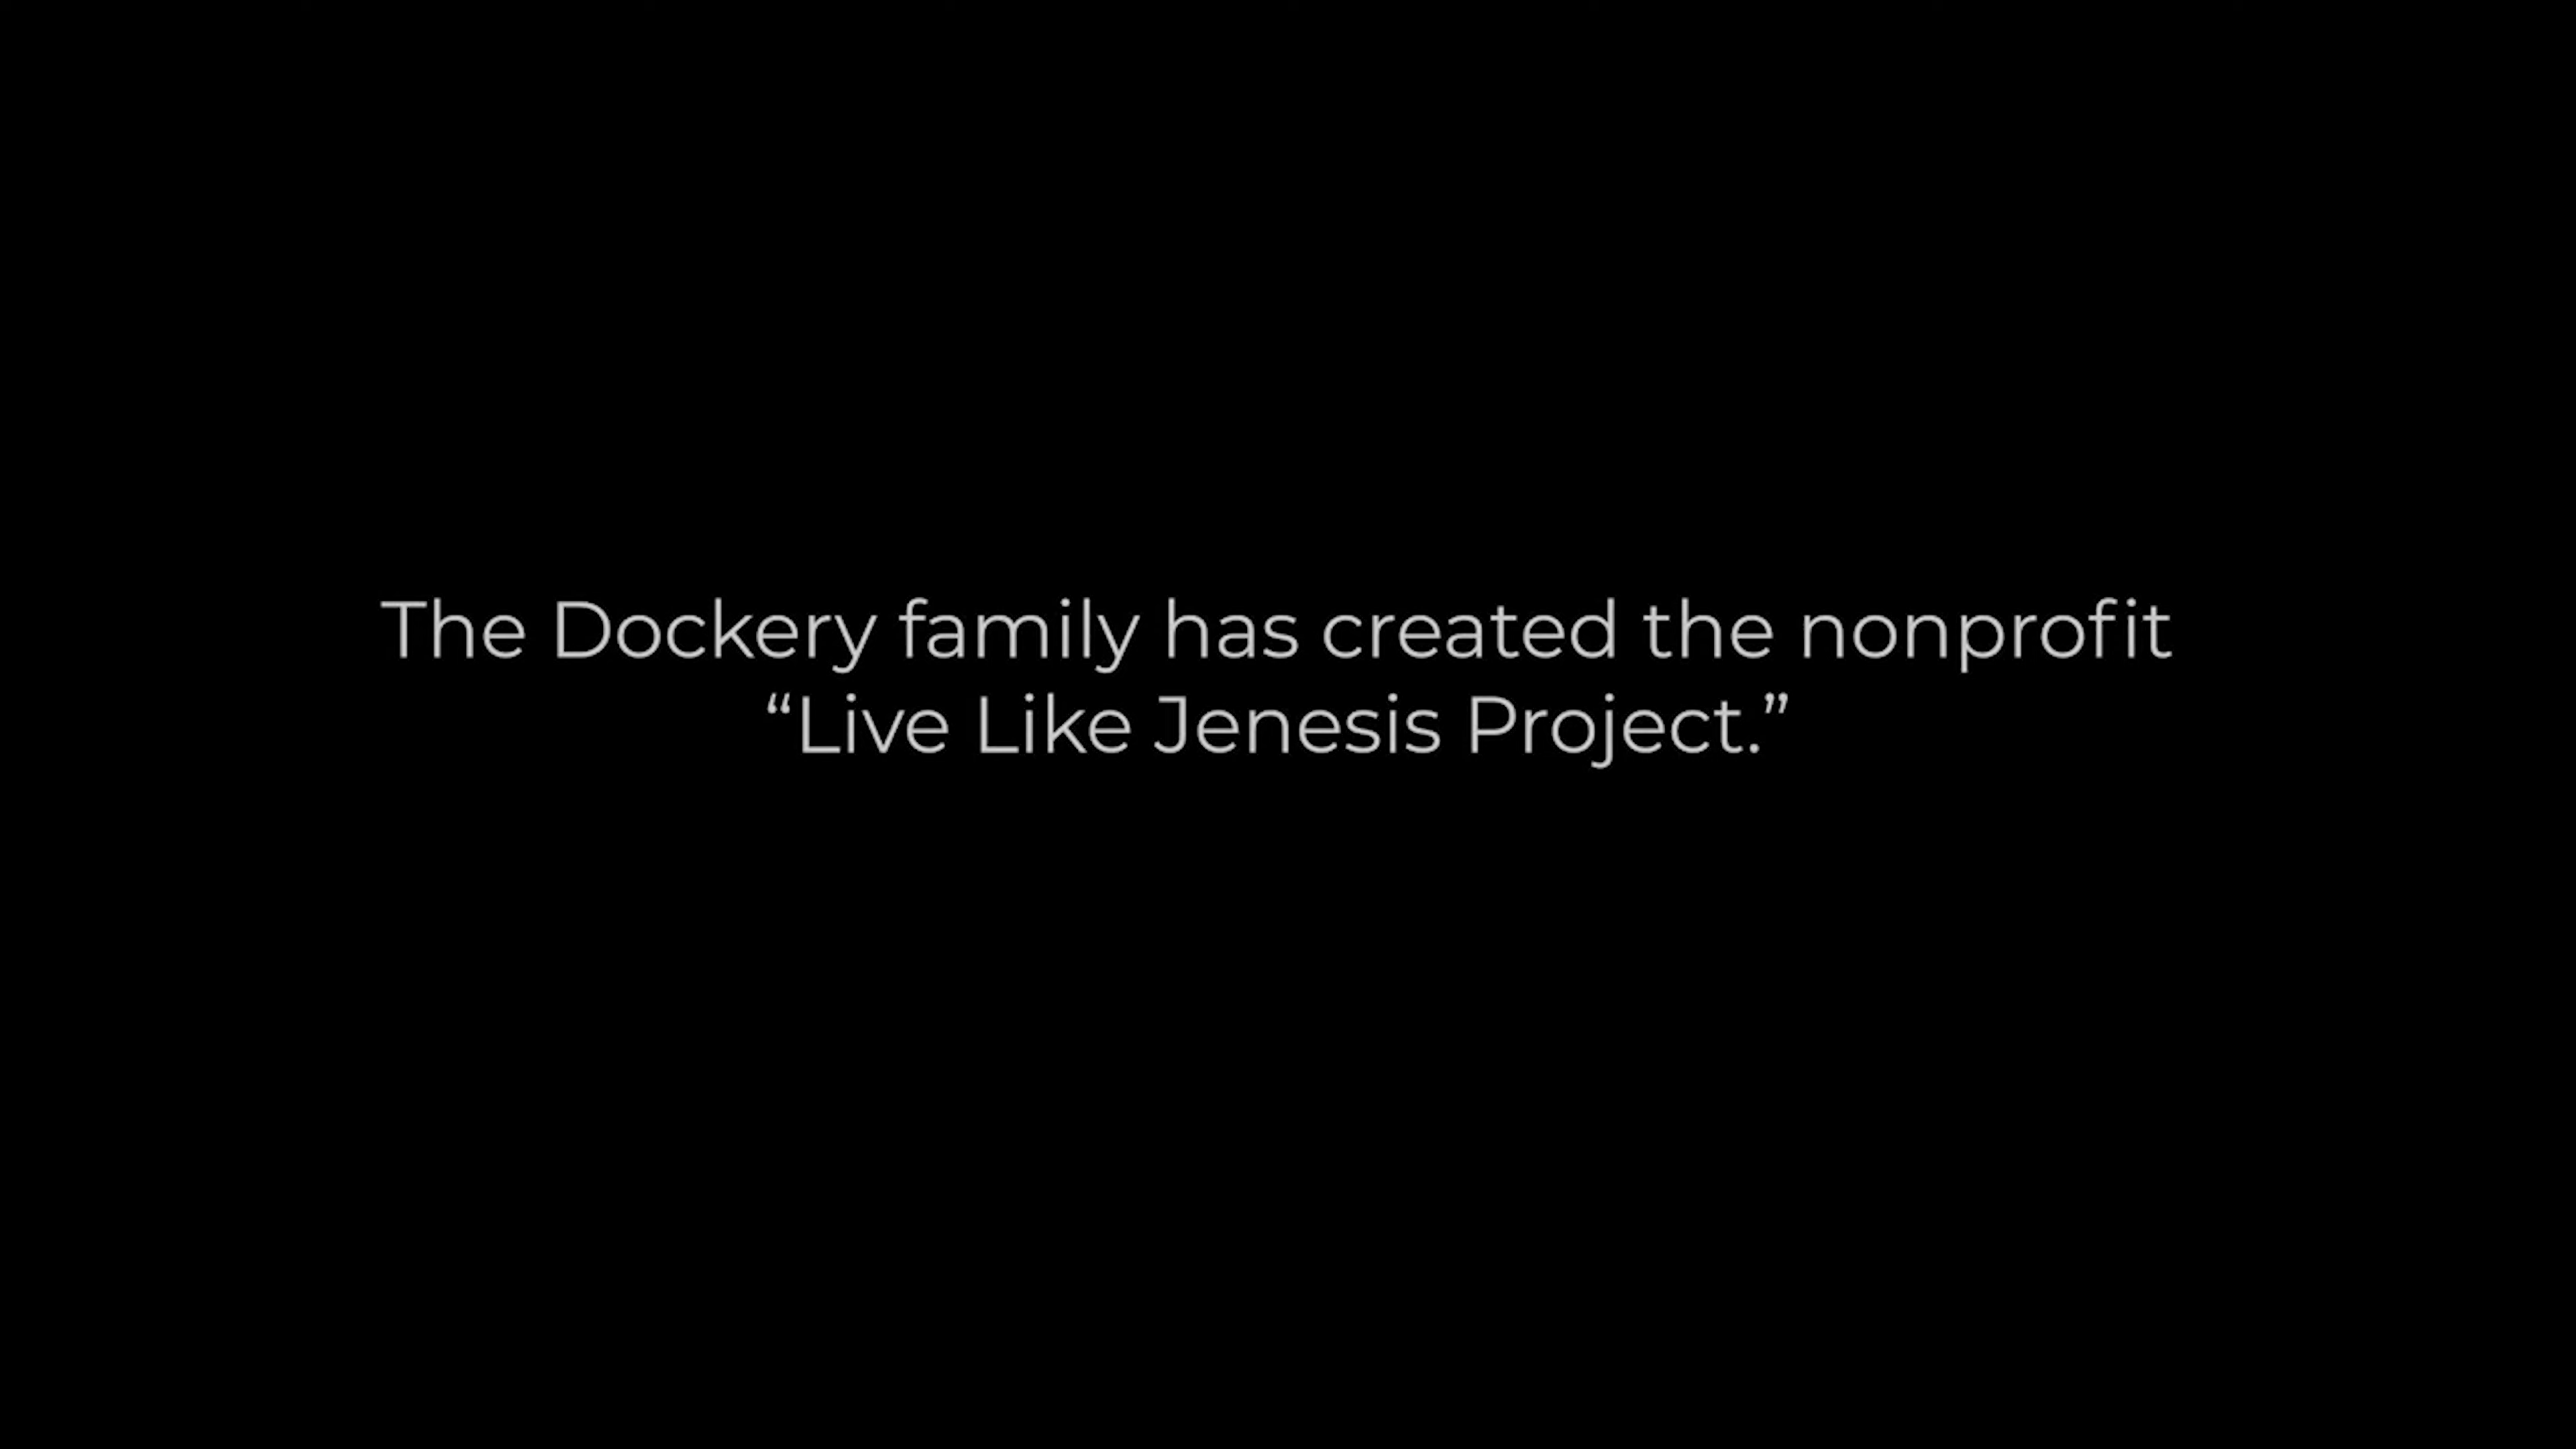 The Dockery family has created the nonprofit
“Live Like Jenesis Project.”